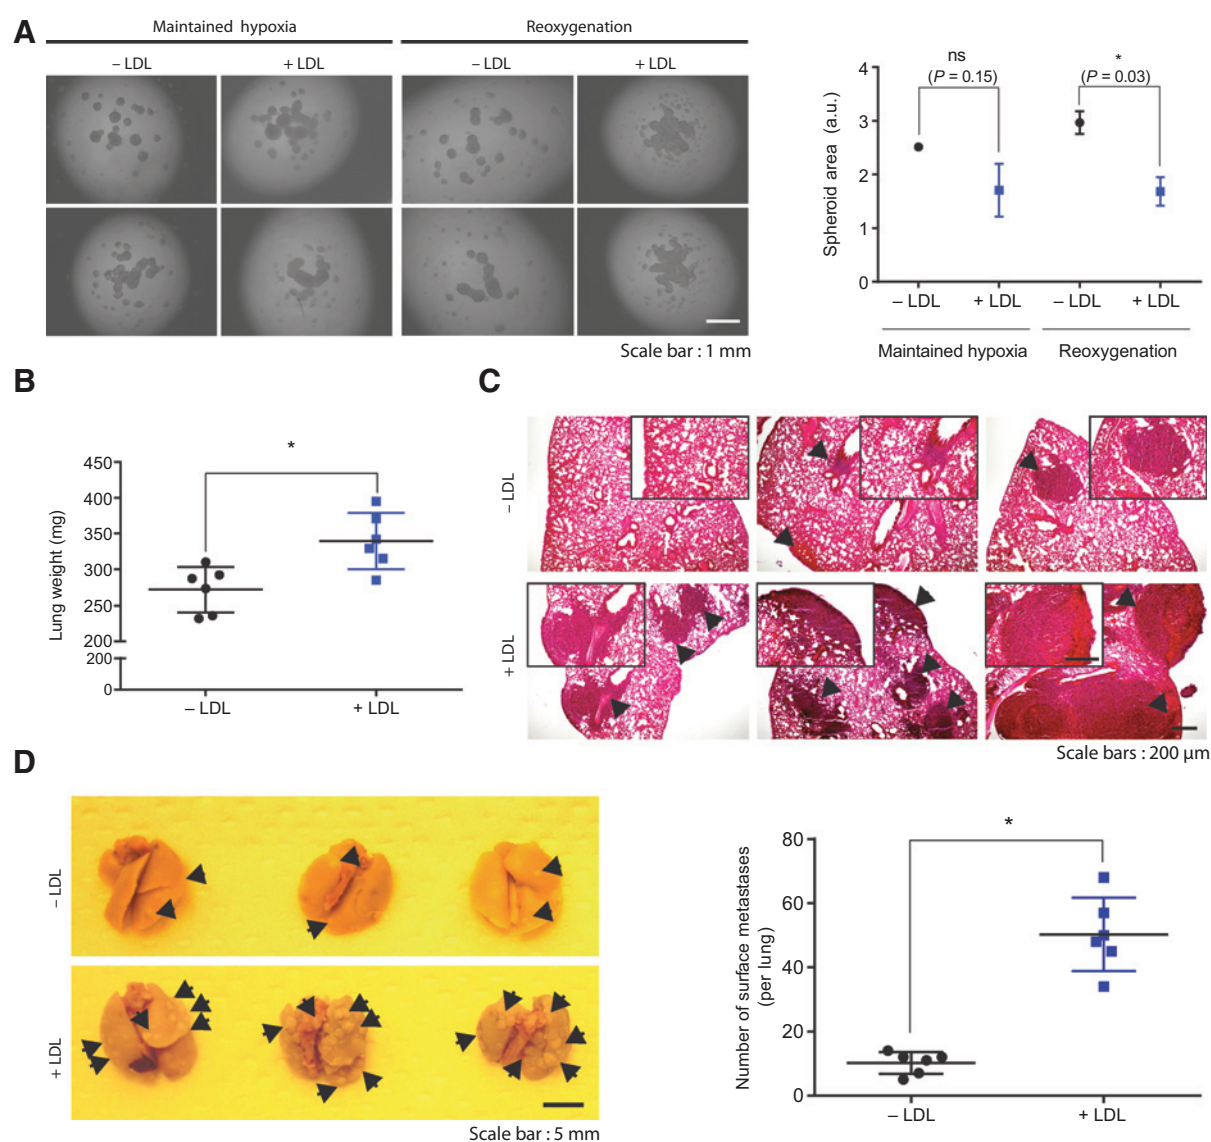 A
Maintained hypoxia
Reoxygenation
– LDL
+ LDL
– LDL
+ LDL
Scale bar : 1 mm
Spheroid area (a.u.)
4
3
2
1
0
ns
(P = 0.15)
*
(P = 0.03)
– LDL
+ LDL
– LDL
+ LDL
Maintained hypoxia
Reoxygenation
B
Lung weight (mg)
450
400
350
300
250
200
200
0
*
– LDL
+ LDL
C
– LDL
+ LDL
Scale bars : 200 µm
D
– LDL
+ LDL
Scale bar : 5 mm
Number of surface metastases
(per lung)
80
60
40
20
0
*
– LDL
+ LDL